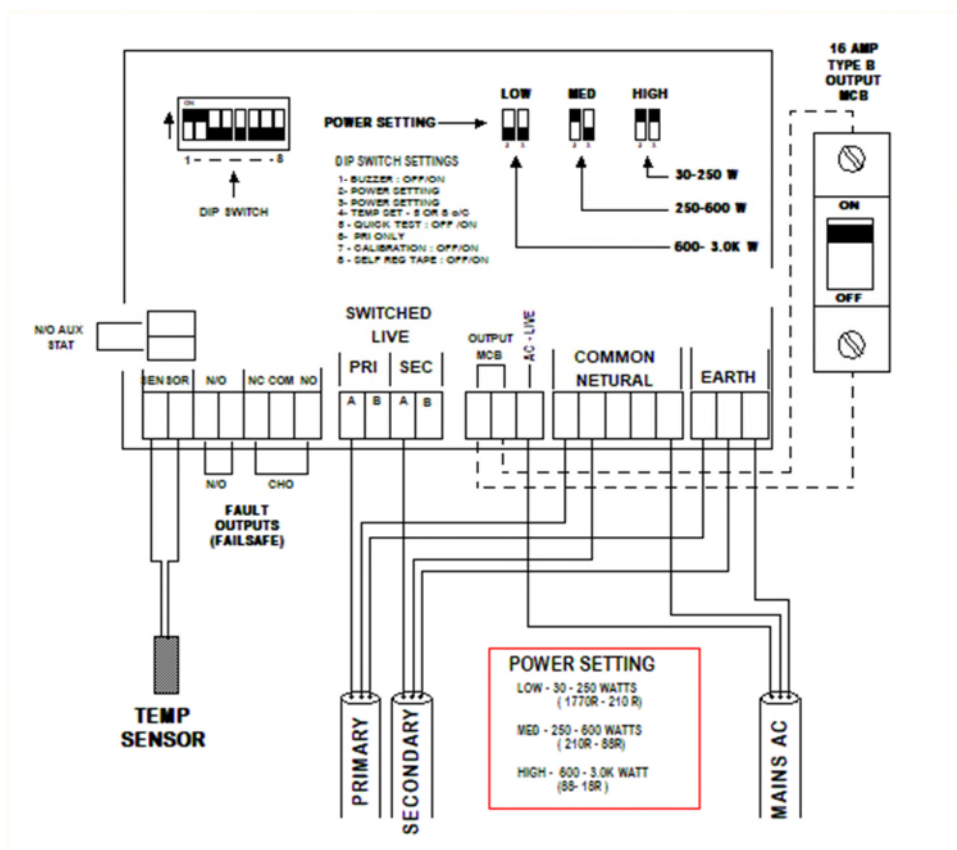 16 AMP
TYPE B
OUTPUT
MCB
ON
1 - - - - - - 8
DIP SWITCH
POWER SETTING
LOW
MED
HIGH
2 3
2 3
2 3
30-250 W
250-600 W
600- 3.0K W
DIP SWITCH SETTINGS
1- BUZZER : OFF/ON
2- POWER SETTING
3- POWER SETTING
4- TEMP SET - 5 OR 8 o/C
5 - QUICK TEST : OFF /ON
6- PRI ONLY
7 - CALIBRATION : OFF/ON
8 - SELF REG TAPE : OFF/ON
ON
OFF
N/O AUX
STAT
SENSOR
N/O
NC COM NO
SWITCHED
LIVE
PRI
SEC
A
B
A
B
OUTPUT
MCB
AC - LIVE
COMMON
NETURAL
EARTH
N/O
CHO
FAULT
OUTPUTS
(FAILSAFE)
TEMP
SENSOR
PRIMARY
SECONDARY
MAINS AC
POWER SETTING
LOW - 30 - 250 WATTS
( 1770R - 210 R)
MED - 250 - 600 WATTS
( 210R - 88R)
HIGH - 600 - 3.0K WATT
(88- 18R )